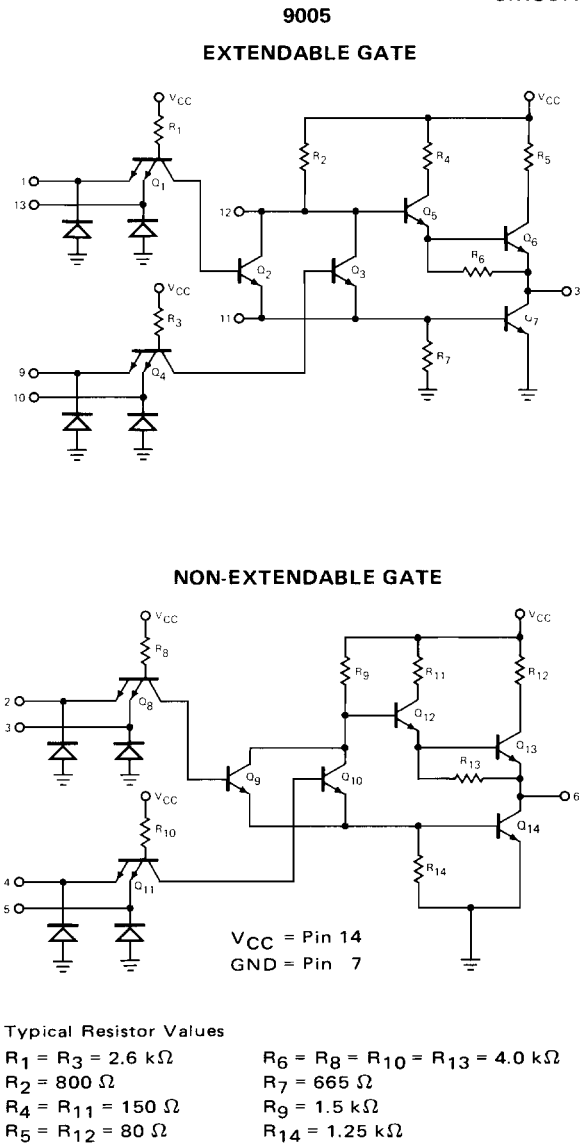 9005
EXTENDABLE GATE
VCC
VCC
R1
R2
R4
R5
1
Q1
13
12
Q5
Q6
R6
Q2
Q3
3
VCC
R3
11
Q7
9
Q4
R7
10
NON-EXTENDABLE GATE
VCC
VCC
R8
R9
R11
R12
2
Q8
Q12
3
Q13
R13
Q9
Q10
VCC
6
R10
Q14
4
Q11
R14
5
VCC = Pin 14
GND = Pin 7
Typical Resistor Values
R1 = R3 = 2.6 kΩ
R6 = R8 = R10 = R13 = 4.0 kΩ
R2 = 800 Ω
R7 = 665 Ω
R4 = R11 = 150 Ω
R9 = 1.5 kΩ
R5 = R12 = 80 Ω
R14 = 1.25 kΩ